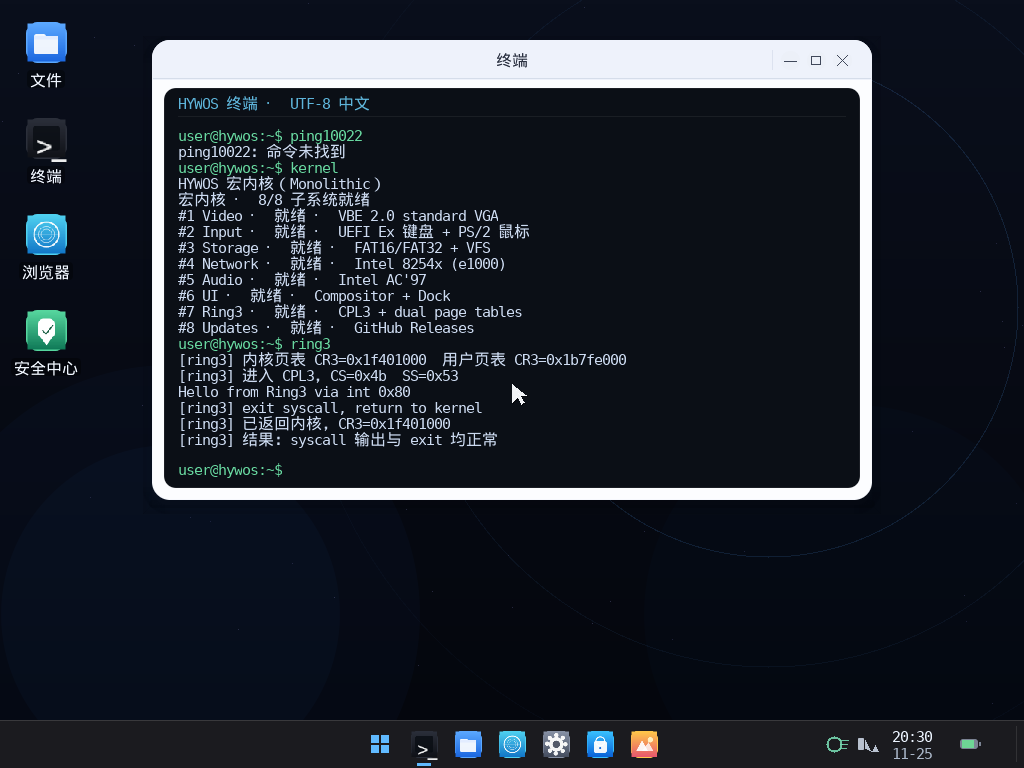 文件
终端
浏览器
安全中心
终端
HYWOS 终端 · UTF-8 中文
user@hywos:~$ ping10022
ping10022: 命令未找到
user@hywos:~$ kernel
HYWOS 宏内核（Monolithic）
宏内核 · 8/8 子系统就绪
#1 Video · 就绪 · VBE 2.0 standard VGA
#2 Input · 就绪 · UEFI Ex 键盘 + PS/2 鼠标
#3 Storage · 就绪 · FAT16/FAT32 + VFS
#4 Network · 就绪 · Intel 8254x (e1000)
#5 Audio · 就绪 · Intel AC'97
#6 UI · 就绪 · Compositor + Dock
#7 Ring3 · 就绪 · CPL3 + dual page tables
#8 Updates · 就绪 · GitHub Releases
user@hywos:~$ ring3
[ring3] 内核页表 CR3=0x1f401000 用户页表 CR3=0x1b7fe000
[ring3] 进入 CPL3, CS=0x4b SS=0x53
Hello from Ring3 via int 0x80
[ring3] exit syscall, return to kernel
[ring3] 已返回内核, CR3=0x1f401000
[ring3] 结果: syscall 输出与 exit 均正常
user@hywos:~$
20:30
11-25